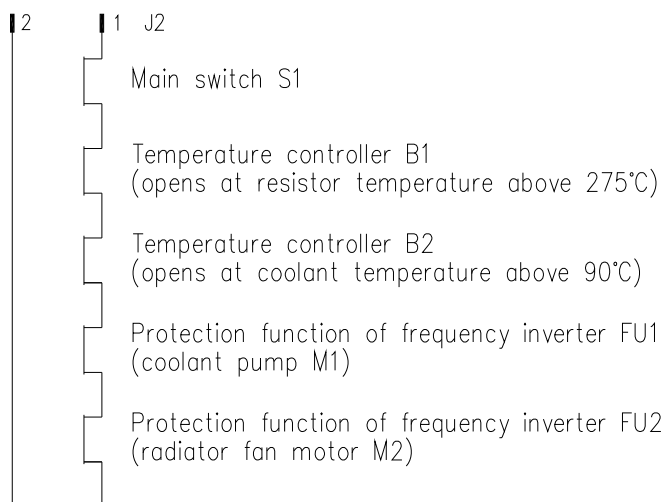 2 1 J2
Main switch S1
Temperature controller B1
(opens at resistor temperature above 275°C)
Temperature controller B2
(opens at coolant temperature above 90°C)
Protection function of frequency inverter FU1
(coolant pump M1)
Protection function of frequency inverter FU2
(radiator fan motor M2)